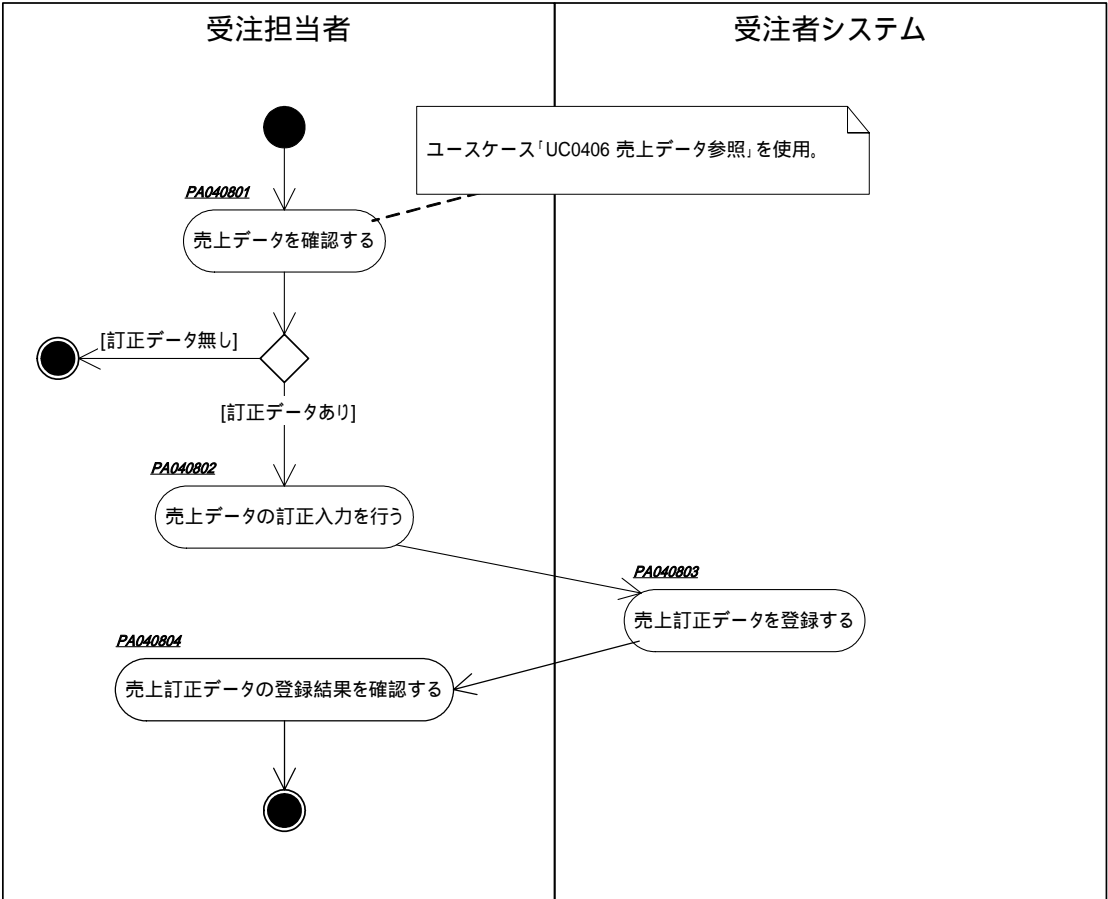 受注担当者
受注者システム
ユースケース「UC0406 売上データ参照」を使用。
PA040801
売上データを確認する
[訂正データ無し]
[訂正データあり]
PA040802
売上データの訂正入力を行う
PA040803
売上訂正データを登録する
PA040804
売上訂正データの登録結果を確認する